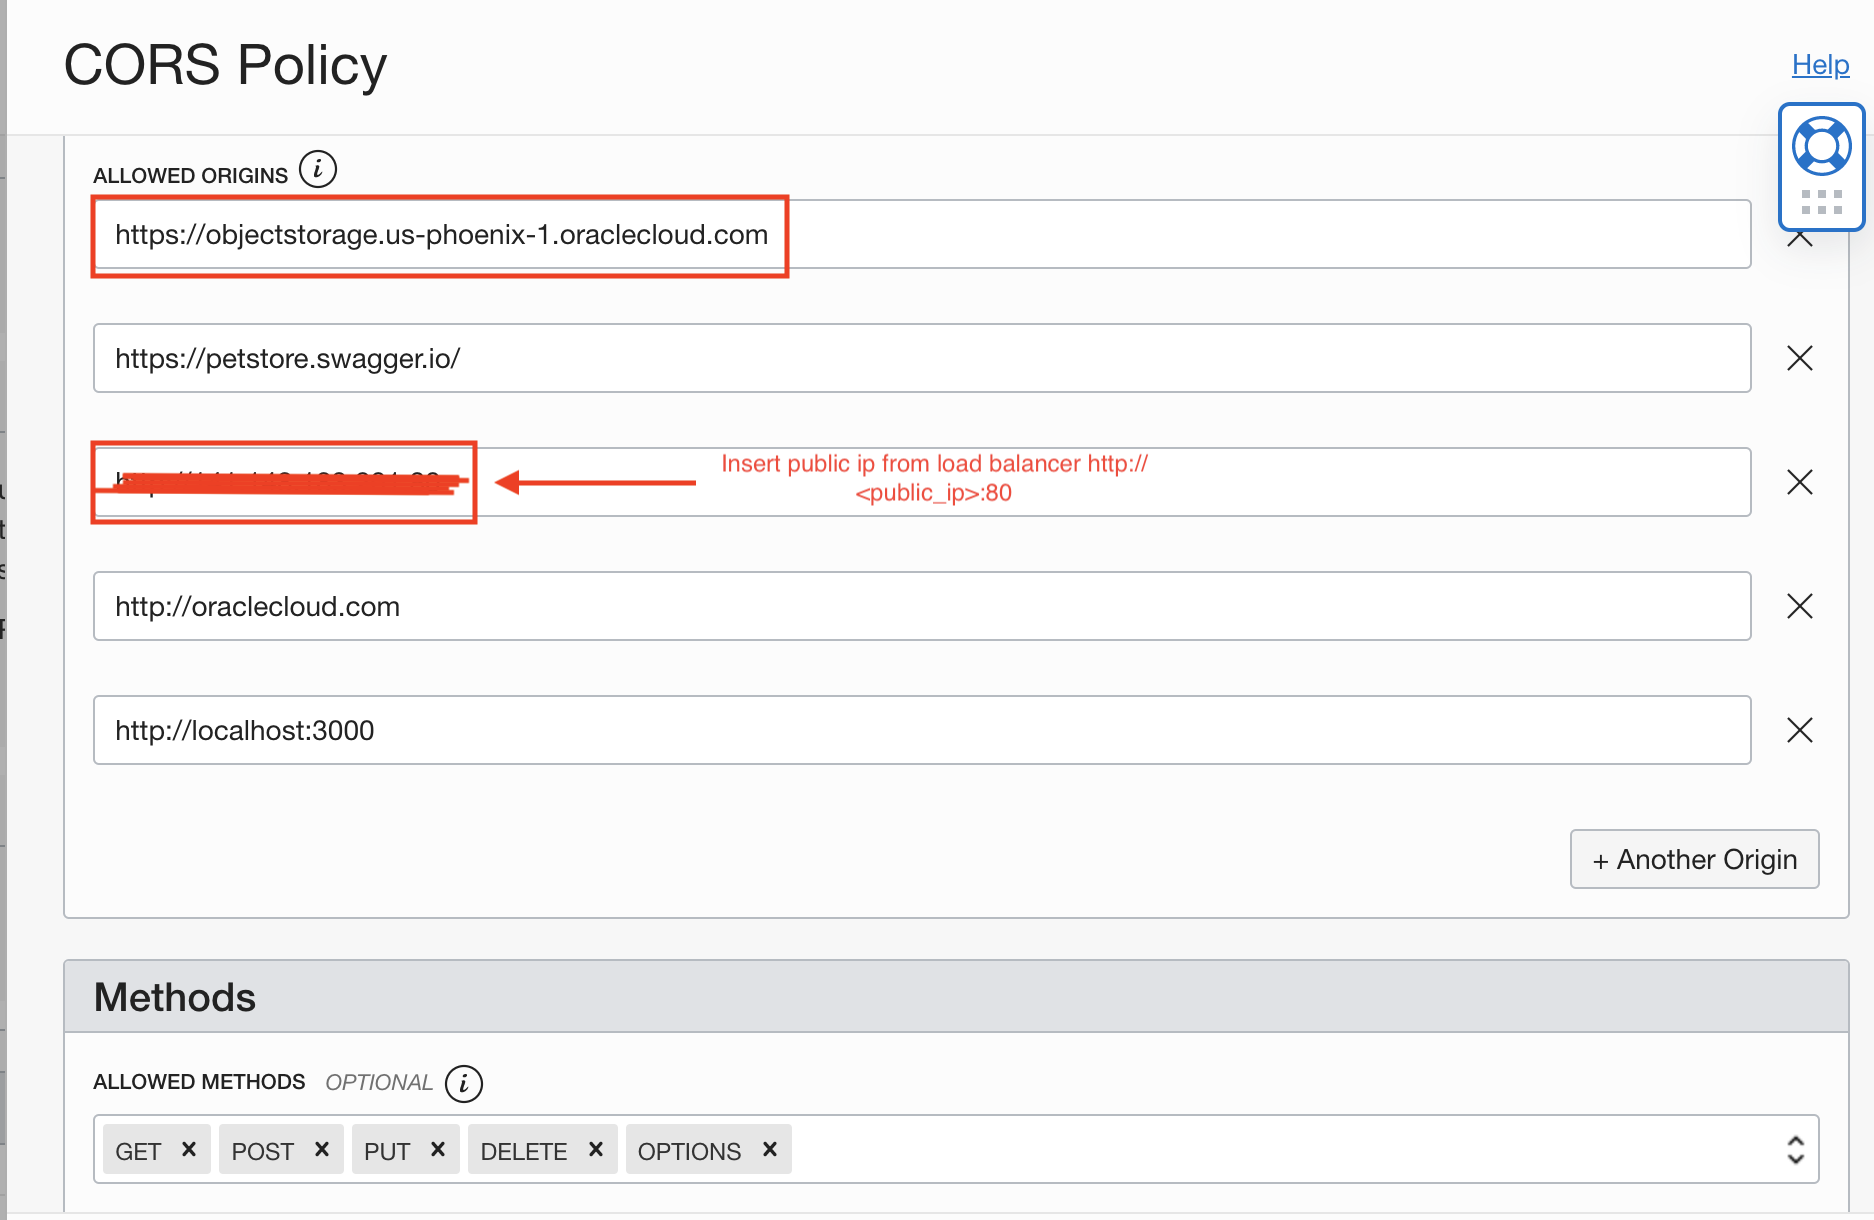 CORS Policy
Help
ALLOWED ORIGINS i
https://objectstorage.us-phoenix-1.oraclecloud.com
https://petstore.swagger.io/
Insert public ip from load balancer http://
<public_ip>:80
http://oraclecloud.com
http://localhost:3000
+ Another Origin
Methods
ALLOWED METHODS OPTIONAL i
GET POST PUT DELETE OPTIONS